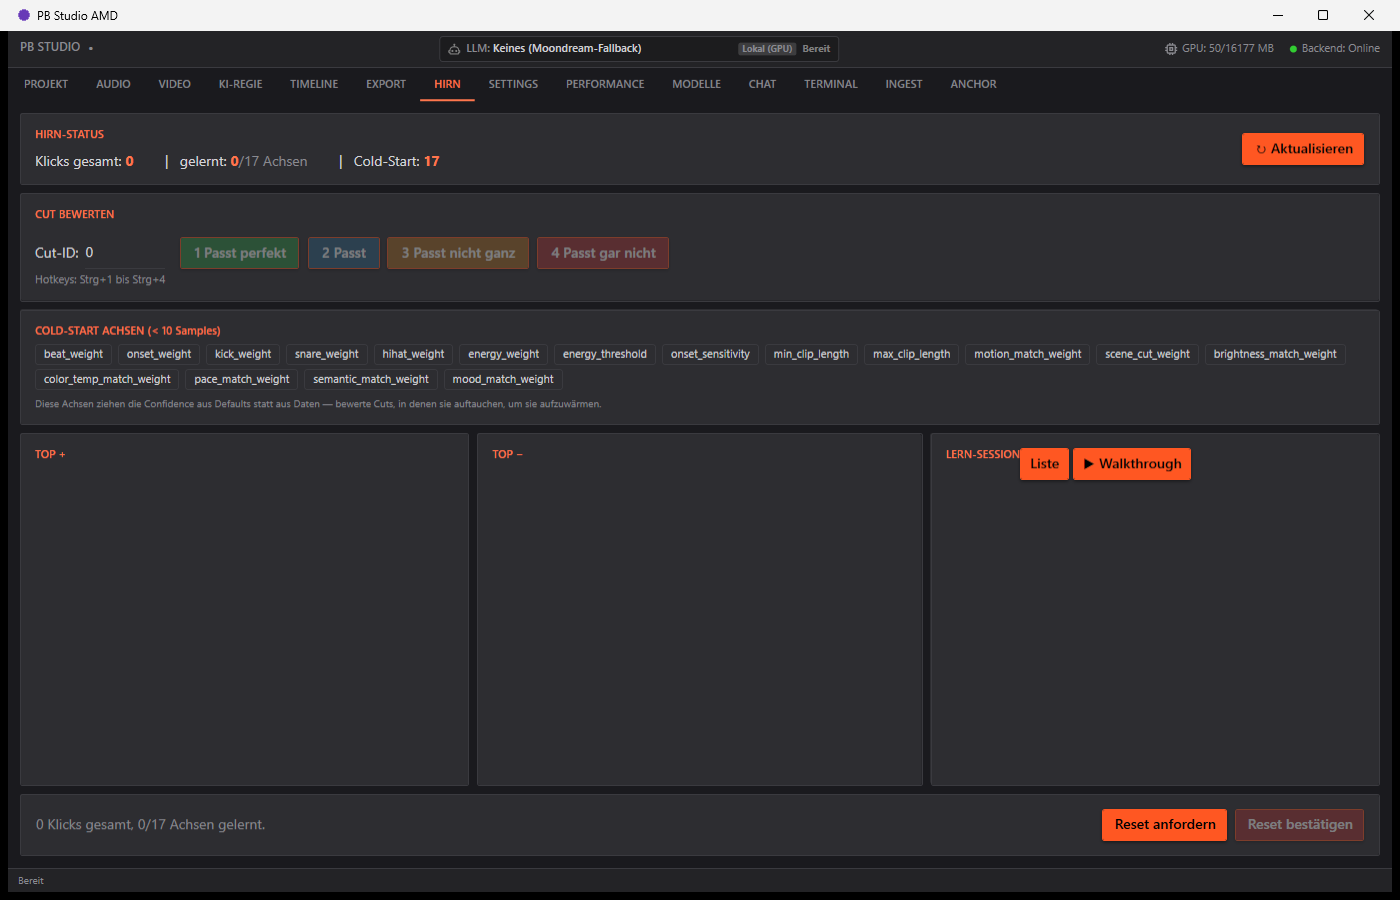 PB Studio AMD
PB STUDIO •
LLM: Keines (Moondream-Fallback) Lokal (GPU) Bereit
GPU: 50/16177 MB Backend: Online
PROJEKT AUDIO VIDEO KI-REGIE TIMELINE EXPORT HIRN SETTINGS PERFORMANCE MODELLE CHAT TERMINAL INGEST ANCHOR
HIRN-STATUS
Klicks gesamt: 0 | gelernt: 0/17 Achsen | Cold-Start: 17
↻ Aktualisieren
CUT BEWERTEN
Cut-ID: 0 1 Passt perfekt 2 Passt 3 Passt nicht ganz 4 Passt gar nicht
Hotkeys: Strg+1 bis Strg+4
COLD-START ACHSEN (< 10 Samples)
beat_weight onset_weight kick_weight snare_weight hihat_weight energy_weight energy_threshold onset_sensitivity min_clip_length max_clip_length motion_match_weight scene_cut_weight brightness_match_weight
color_temp_match_weight pace_match_weight semantic_match_weight mood_match_weight
Diese Achsen ziehen die Confidence aus Defaults statt aus Daten — bewerte Cuts, in denen sie auftauchen, um sie aufzuwärmen.
TOP +
TOP −
LERN-SESSION Liste ▶ Walkthrough
0 Klicks gesamt, 0/17 Achsen gelernt.
Reset anfordern Reset bestätigen
Bereit